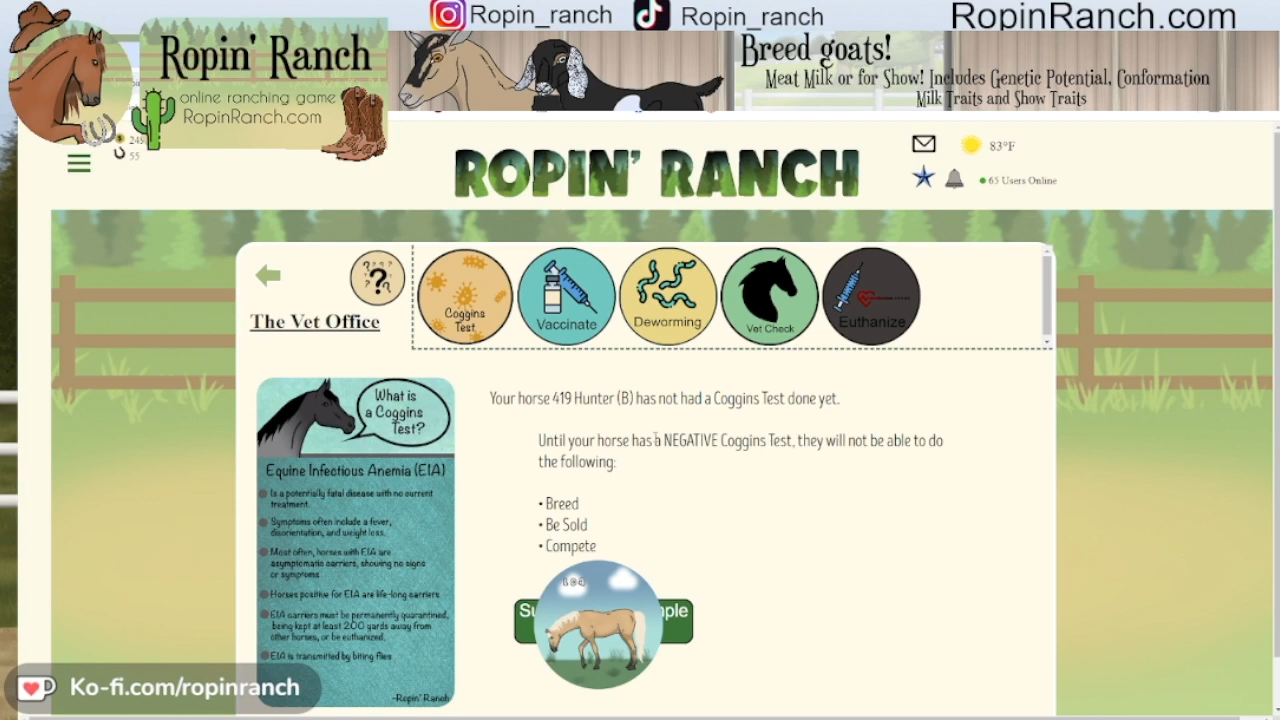 Ropin_ranch
Ropin_ranch
RopinRanch.com
Ropin' Ranch
online ranching game
RopinRanch.com
Breed goats!
Meat Milk or for Show! Includes Genetic Potential, Conformation
Milk Traits and Show Traits
55
ROPIN' RANCH
83°F
65 Users Online
The Vet Office
Coggins
Test
Vaccinate
Deworming
Vet Check
Euthanize
What is
a Coggins
Test?
Equine Infectious Anemia (EIA)
Is a potentially fatal disease with no current
treatment.
Symptoms often include a fever,
disorientation, and weight loss.
Most often, horses with EIA are
asymptomatic carriers, showing no signs
or symptoms
Horses positive for EIA are life-long carriers
EIA carriers must be permanently quarantined,
being kept at least 200 yards away from
other horses, or be euthanized.
EIA is transmitted by biting flies
-Ropin' Ranch
Your horse 419 Hunter (B) has not had a Coggins Test done yet.
Until your horse has a NEGATIVE Coggins Test, they will not be able to do
the following:
• Breed
• Be Sold
• Compete
Ko-fi.com/ropinranch